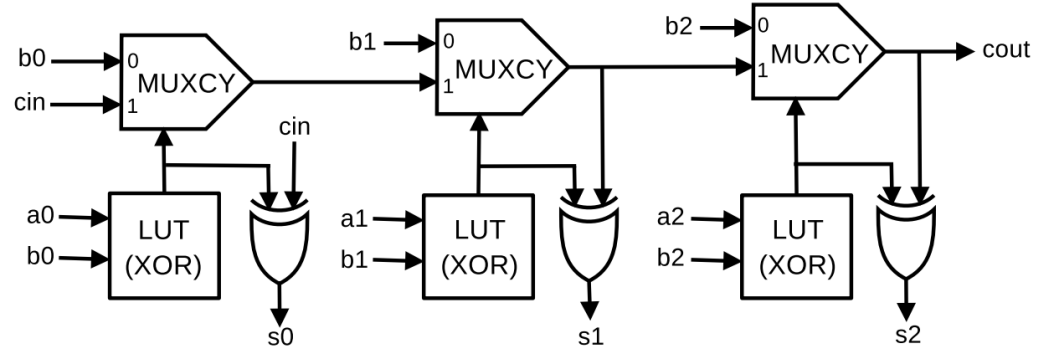 b0
0
MUXCY
cin
1
b1
0
MUXCY
1
b2
0
MUXCY
1
cout
cin
a0
b0
LUT
(XOR)
s0
a1
b1
LUT
(XOR)
s1
a2
b2
LUT
(XOR)
s2